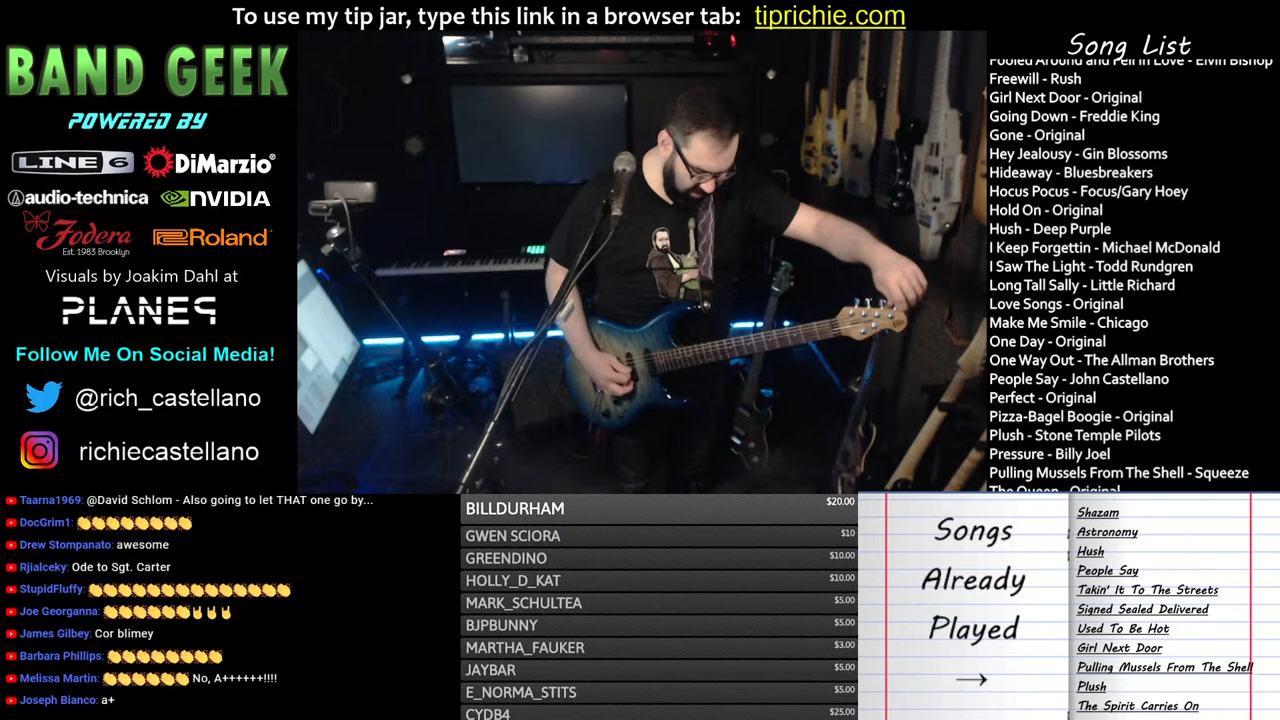 To use my tip jar, type this link in a browser tab: tiprichie.com
BAND GEEK
POWERED BY
LINE 6
DiMarzio
audio-technica
NVIDIA
Fodera
Est. 1983 Brooklyn
Roland
Visuals by Joakim Dahl at
PLANE9
Follow Me On Social Media!
@rich_castellano
richiecastellano
Song List
Fooled Around and Fell in Love - Elvin Bishop
Freewill - Rush
Girl Next Door - Original
Going Down - Freddie King
Gone - Original
Hey Jealousy - Gin Blossoms
Hideaway - Bluesbreakers
Hocus Pocus - Focus/Gary Hoey
Hold On - Original
Hush - Deep Purple
I Keep Forgettin - Michael McDonald
I Saw The Light - Todd Rundgren
Long Tall Sally - Little Richard
Love Songs - Original
Make Me Smile - Chicago
One Day - Original
One Way Out - The Allman Brothers
People Say - John Castellano
Perfect - Original
Pizza-Bagel Boogie - Original
Plush - Stone Temple Pilots
Pressure - Billy Joel
Pulling Mussels From The Shell - Squeeze
The Queen - Original
Taarna1969: @David Schlom - Also going to let THAT one go by...
DocGrim1: 👏👏👏👏👏👏👏👏
Drew Stompanato: awesome
Rjialceky: Ode to Sgt. Carter
StupidFluffy: 👏👏👏👏👏👏👏👏👏👏👏👏👏👏
Joe Georganna: 👏👏👏👏👏👏🤘🤘🤘
James Gilbey: Cor blimey
Barbara Phillips: 👏👏👏👏👏👏👏👏
Melissa Martin: 👏👏👏👏👏👏 No, A++++++!!!!
Joseph Bianco: a+
BILLDURHAM $20.00
GWEN SCIORA $10
GREENDINO $10.00
HOLLY_D_KAT $10.00
MARK_SCHULTEA $5.00
BJPBUNNY $5.00
MARTHA_FAUKER $3.00
JAYBAR $5.00
E_NORMA_STITS $5.00
CYDB4 $25.00
Songs
Already
Played
→
Shazam
Astronomy
Hush
People Say
Takin' It To The Streets
Signed Sealed Delivered
Used To Be Hot
Girl Next Door
Pulling Mussels From The Shell
Plush
The Spirit Carries On